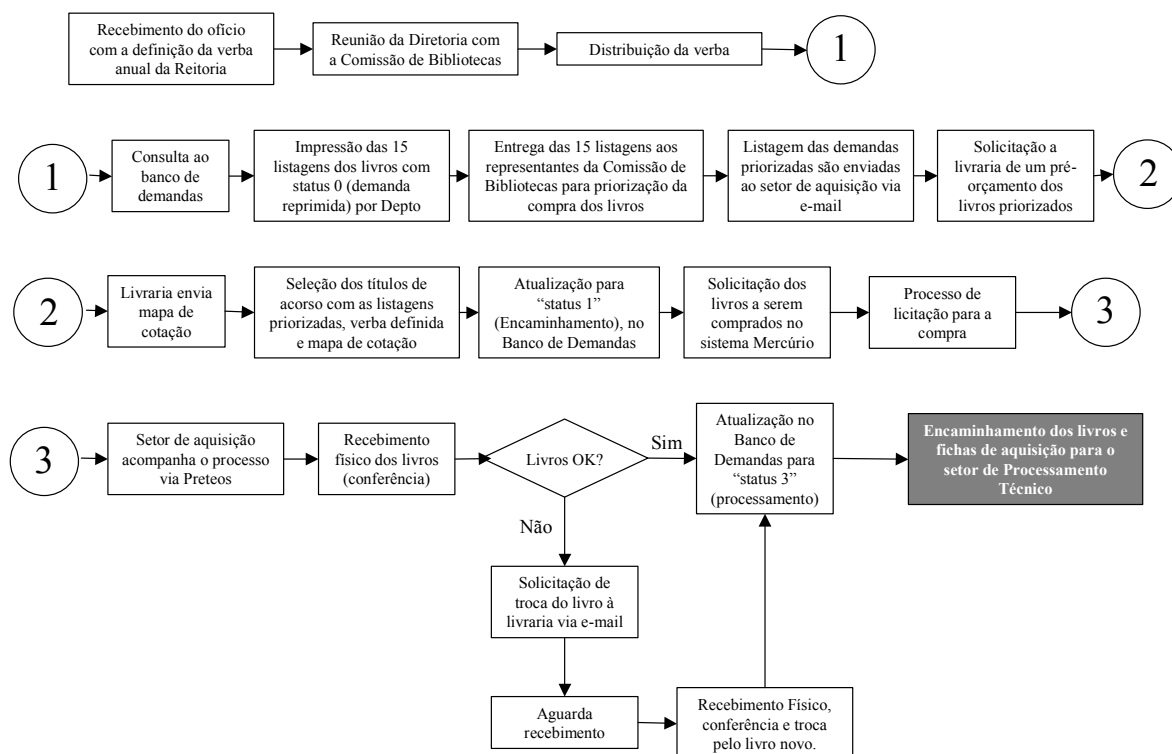 Recebimento do ofício
com a definição da verba
anual da Reitoria
Reunião da Diretoria com
a Comissão de Bibliotecas
Distribuição da verba
1
1
Consulta ao
banco de
demandas
Impressão das 15
listagens dos livros com
status 0 (demanda
reprimida) por Depto
Entrega das 15 listagens aos
representantes da Comissão de
Bibliotecas para priorização da
compra dos livros
Listagem das demandas
priorizadas são enviadas
ao setor de aquisição via
e-mail
Solicitação a
livraria de um pré-
orçamento dos
livros priorizados
2
2
Livraria envia
mapa de
cotação
Seleção dos títulos de
acorso com as listagens
priorizadas, verba definida
e mapa de cotação
Atualização para
“status 1”
(Encaminhamento), no
Banco de Demandas
Solicitação dos
livros a serem
comprados no
sistema Mercúrio
Processo de
licitação para a
compra
3
3
Setor de aquisição
acompanha o processo
via Preteos
Recebimento
físico dos livros
(conferência)
Livros OK?
Sim
Atualização no
Banco de
Demandas para
“status 3”
(processamento)
Encaminhamento dos livros e
fichas de aquisição para o
setor de Processamento
Técnico
Não
Solicitação de
troca do livro à
livraria via e-mail
Aguarda
recebimento
Recebimento Físico,
conferência e troca
pelo livro novo.